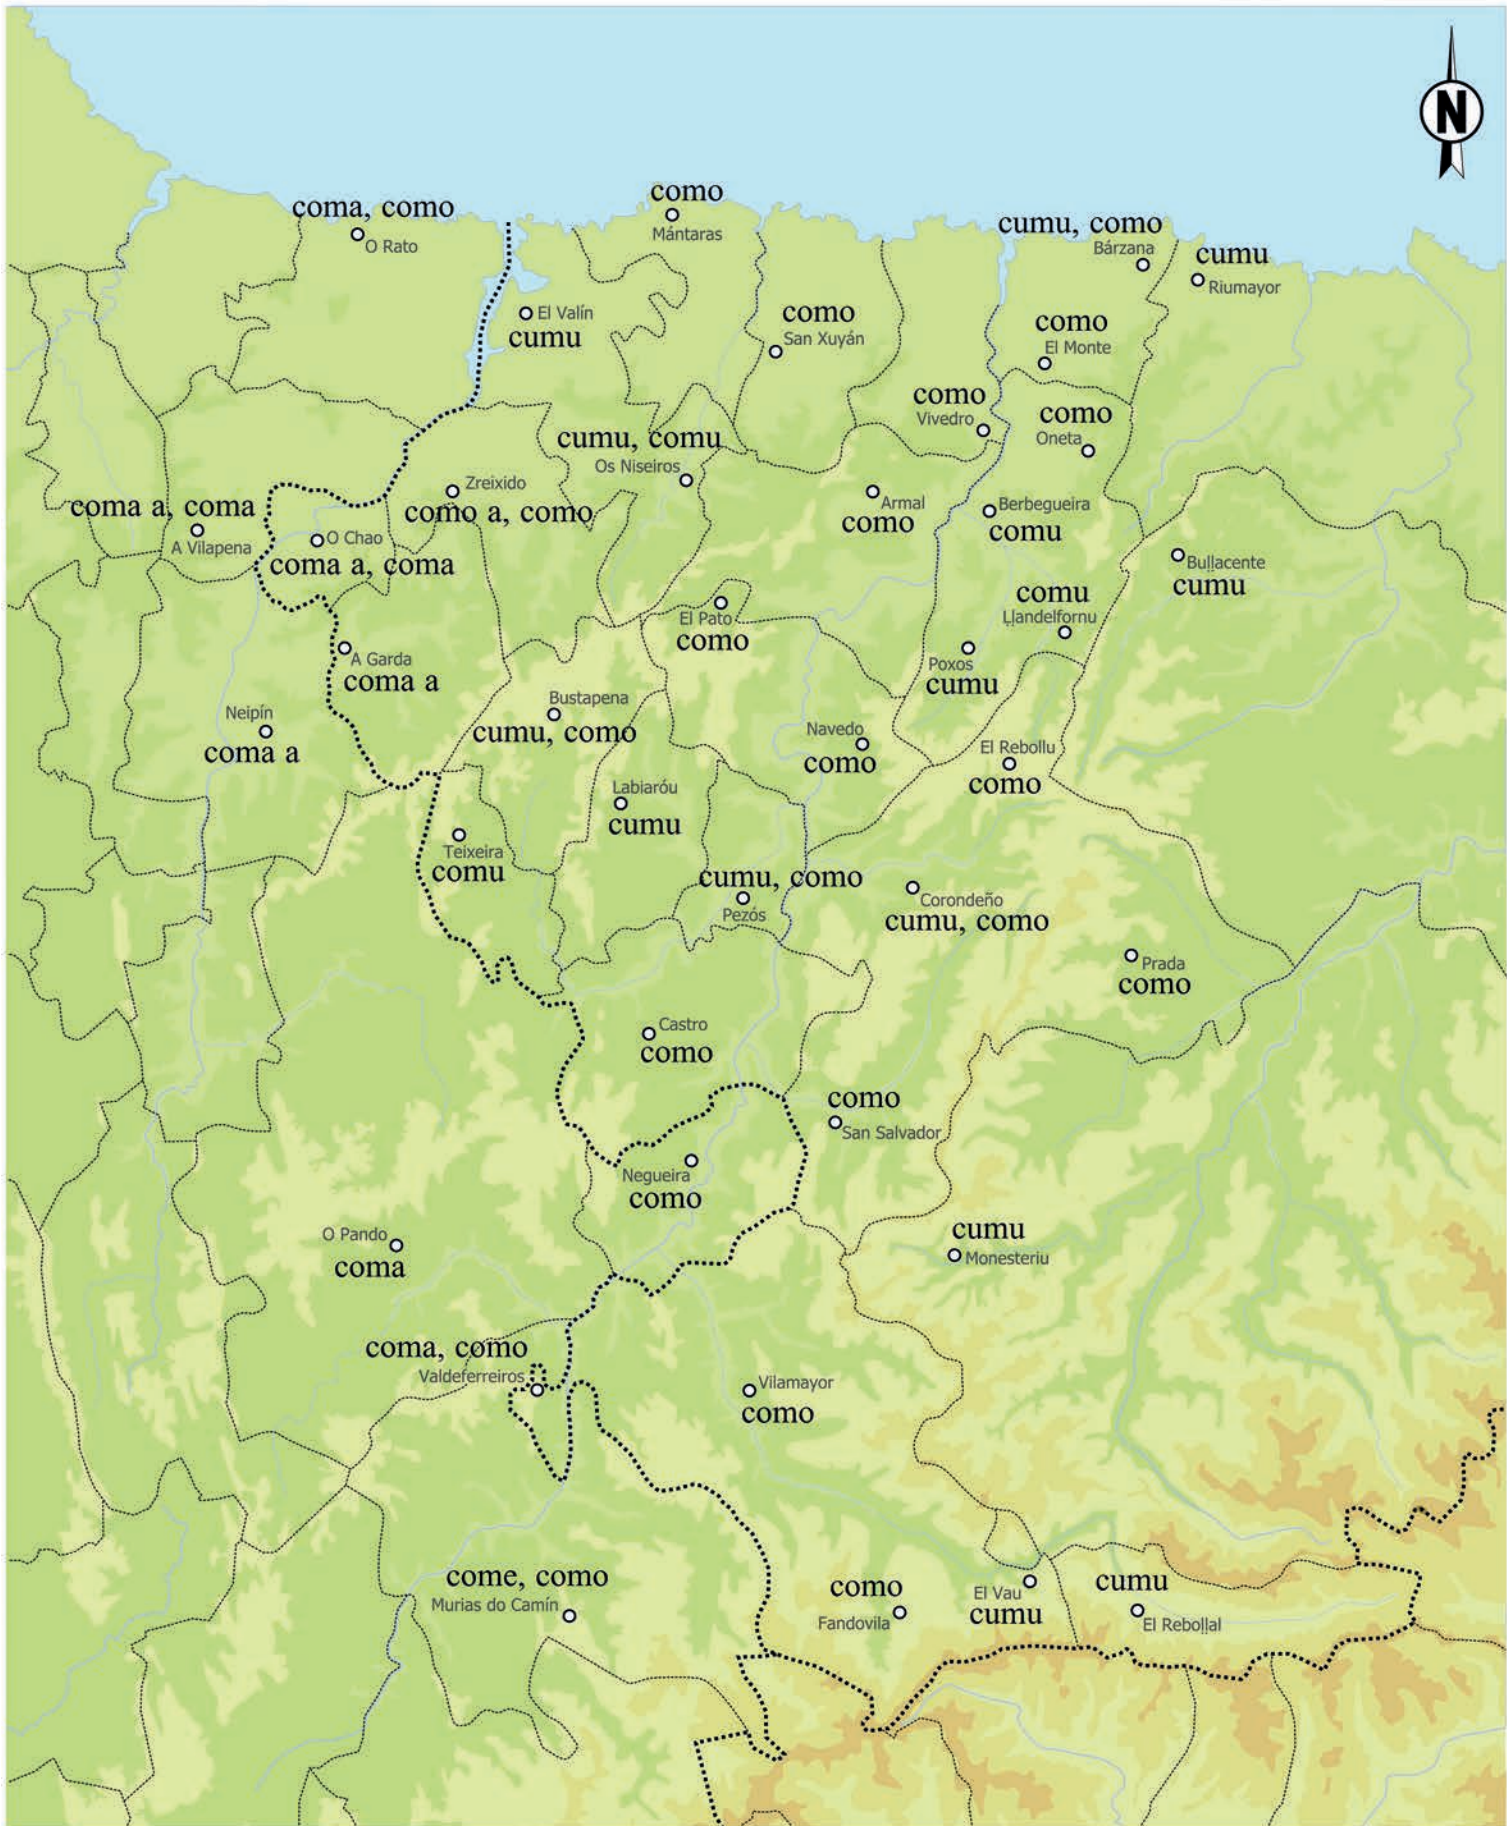 N
coma, como
O Rato
como
Mántaras
cumu, como
Bárzana
cumu
Riumayor
El Valín
cumu
como
San Xuyán
como
El Monte
como
Vivedro
como
Oneta
cumu, comu
Os Niseiros
Zreixido
como a, como
coma a, coma
A Vilapena
O Chao
coma a, coma
Armal
como
Berbegueira
comu
Buḷḷacente
cumu
comu
Ḷḷandelfornu
El Pato
como
A Garda
coma a
Poxos
cumu
Neipín
coma a
Bustapena
cumu, como
Navedo
como
El Rebollu
como
Labiaróu
cumu
Teixeira
comu
cumu, como
Pezós
Corondeño
cumu, como
Prada
como
Castro
como
como
San Salvador
Negueira
como
O Pando
coma
cumu
Monesteriu
coma, como
Valdeferreiros
Vilamayor
como
come, como
Murias do Camín
como
Fandovila
El Vau
cumu
cumu
El Reboḷḷal